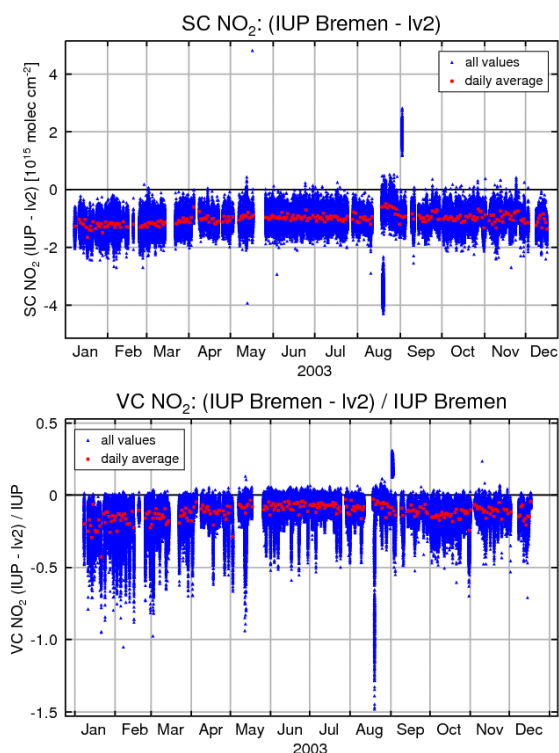 SC NO₂: (IUP Bremen - lv2)
SC NO₂ (IUP - lv2) [10¹⁵ molec cm⁻²]
4
2
0
-2
-4
all values
daily average
Jan Feb Mar Apr May Jun Jul Aug Sep Oct Nov Dec
2003
VC NO₂: (IUP Bremen - lv2) / IUP Bremen
VC NO₂ (IUP - lv2) / IUP
0.5
0
-0.5
-1.0
-1.5
all values
daily average
Jan Feb Mar Apr May Jun Jul Aug Sep Oct Nov Dec
2003